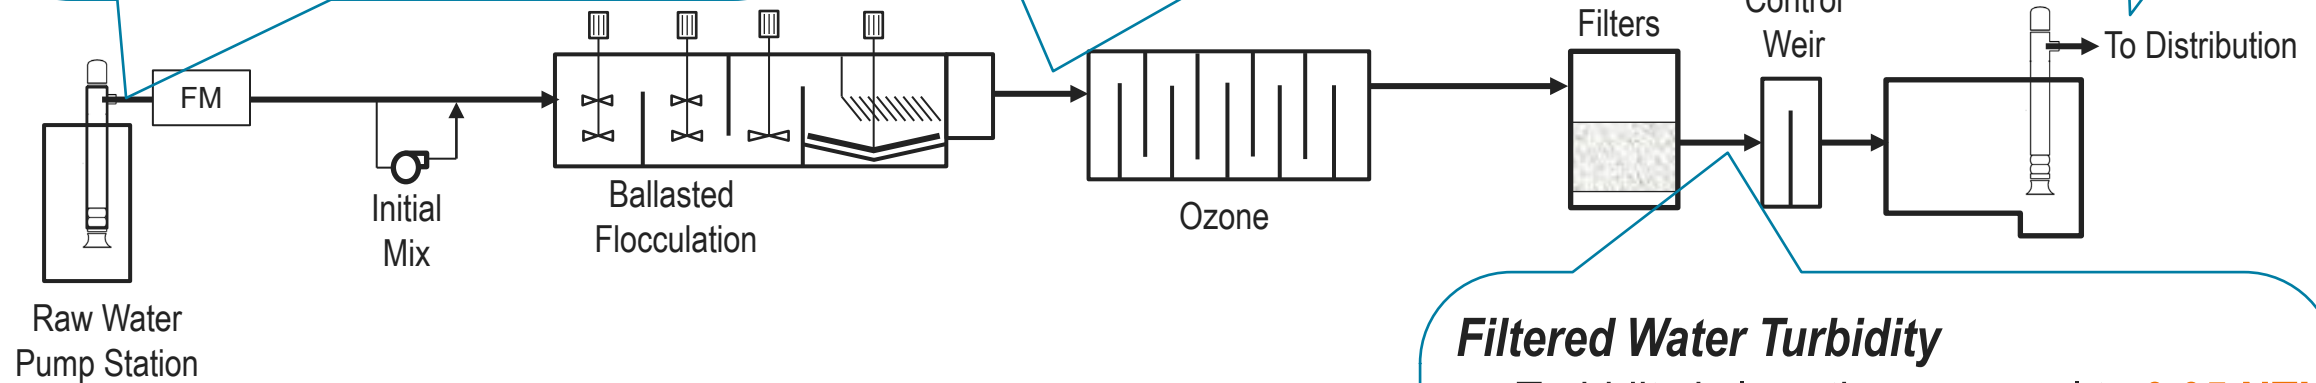 Control
Weir
Filters
To Distribution
FM
Initial
Mix
Ballasted
Flocculation
Ozone
Raw Water
Pump Station
Filtered Water Turbidity